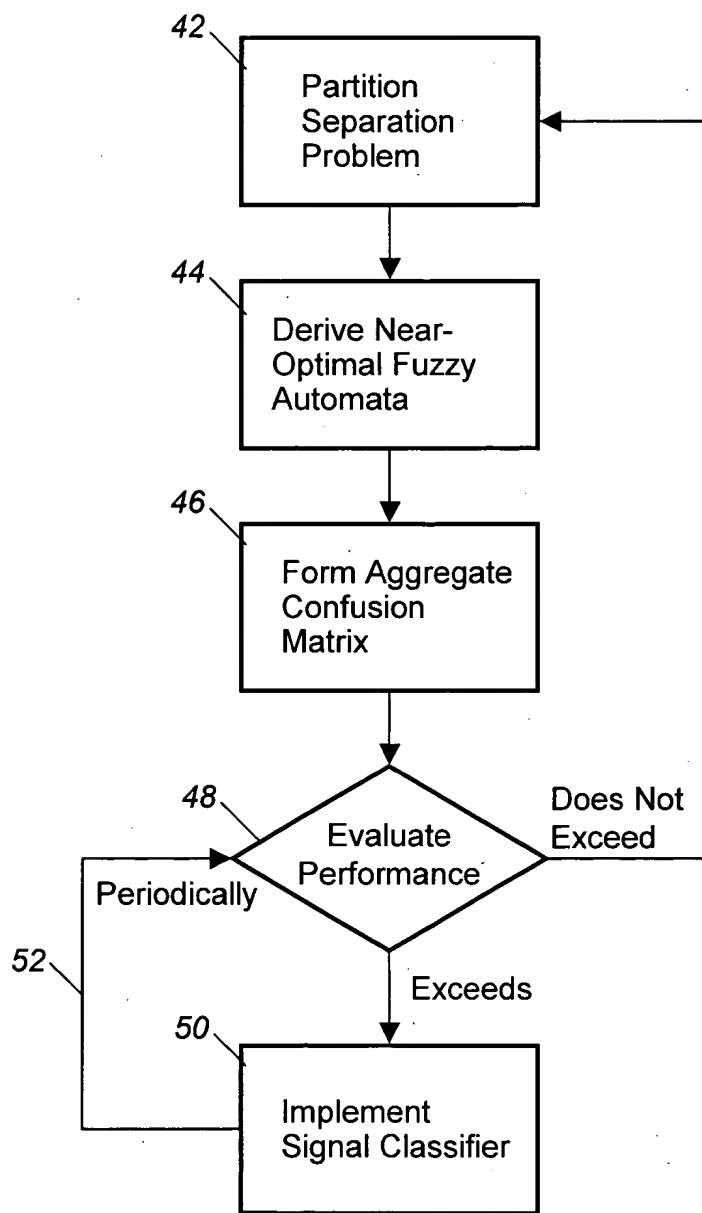 42
Partition
Separation
Problem
44
Derive Near-
Optimal Fuzzy
Automata
46
Form Aggregate
Confusion
Matrix
48
Evaluate
Performance
Does Not
Exceed
Periodically
52
Exceeds
50
Implement
Signal Classifier